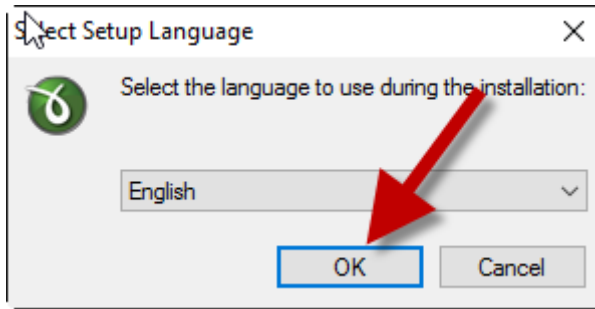 Select Setup Language
Select the language to use during the installation:
English
OK
Cancel